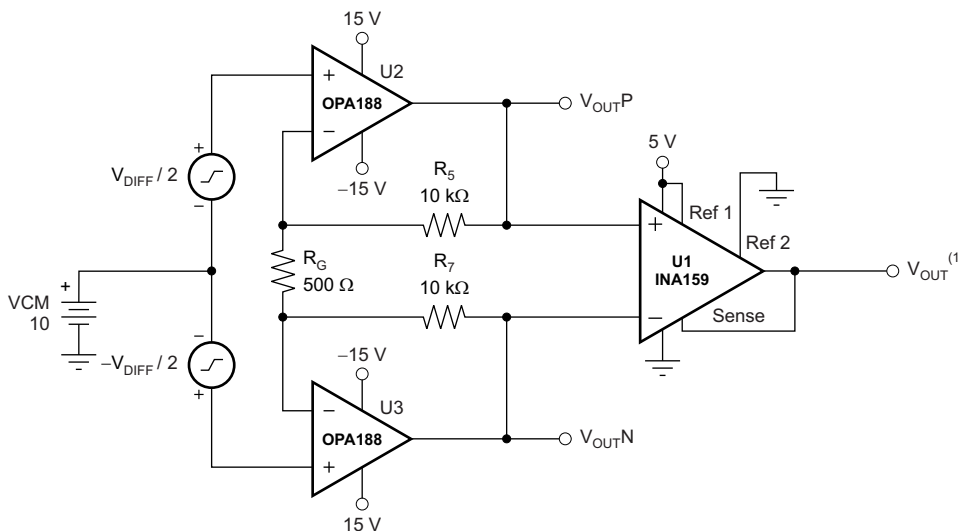 15 V
U2
+
OPA188
−
−15 V
V_OUT P
+
V_DIFF / 2
−
R_5
10 kΩ
5 V
Ref 1
Ref 2
+
U1
INA159
−
Sense
V_OUT (1
R_G
500 Ω
R_7
10 kΩ
+
VCM
10
−
−V_DIFF / 2
+
−15 V
U3
−
OPA188
+
15 V
V_OUT N